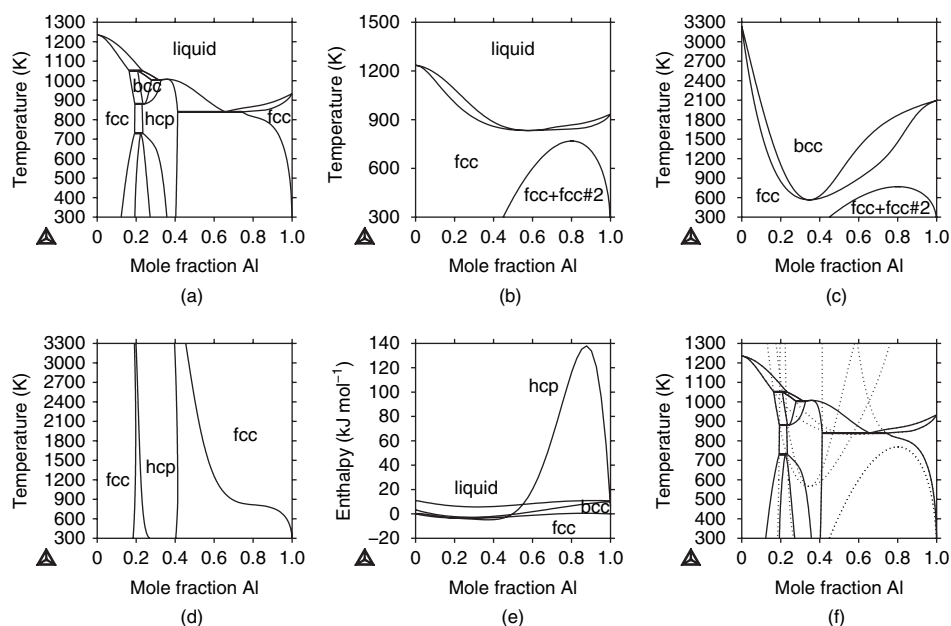 1300
1200
1100
1000
900
800
700
600
500
400
300
Temperature (K)
liquid
bcc
fcc
hcp
fcc
0 0.2 0.4 0.6 0.8 1.0
Mole fraction Al
(a)
1500
1200
900
600
300
Temperature (K)
liquid
fcc
fcc+fcc#2
0 0.2 0.4 0.6 0.8 1.0
Mole fraction Al
(b)
3300
3000
2700
2400
2100
1800
1500
1200
900
600
300
Temperature (K)
bcc
fcc
fcc+fcc#2
0 0.2 0.4 0.6 0.8 1.0
Mole fraction Al
(c)
3300
3000
2700
2400
2100
1800
1500
1200
900
600
300
Temperature (K)
fcc
hcp
fcc
0 0.2 0.4 0.6 0.8 1.0
Mole fraction Al
(d)
140
120
100
80
60
40
20
0
−20
Enthalpy (kJ mol−1)
hcp
liquid
bcc
fcc
0 0.2 0.4 0.6 0.8 1.0
Mole fraction Al
(e)
1300
1200
1100
1000
900
800
700
600
500
400
300
Temperature (K)
0 0.2 0.4 0.6 0.8 1.0
Mole fraction Al
(f)